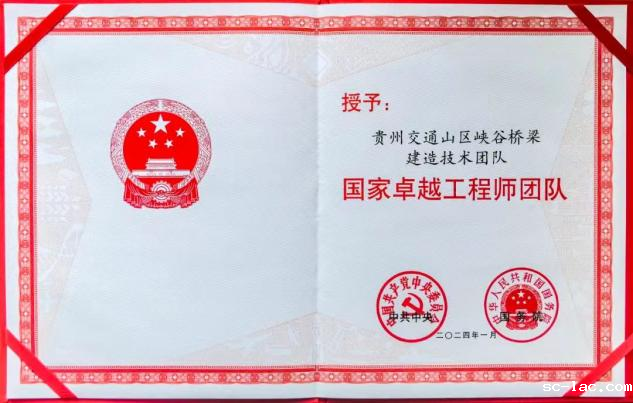 授予：
贵州交通山区峡谷桥梁
建造技术团队
国家卓越工程师团队
中国共产党中央委员会
中共中央
中华人民共和国国务院
国务院
二〇二四年一月
sc-iac.com